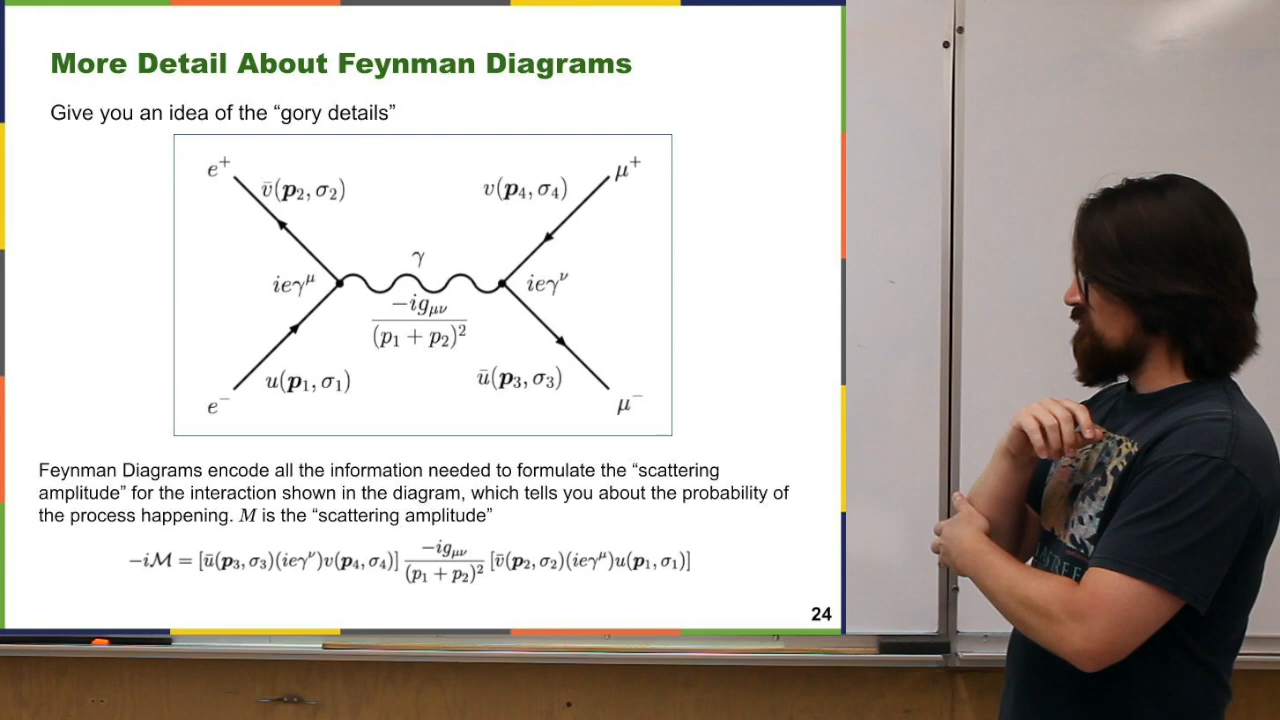 More Detail About Feynman Diagrams
Give you an idea of the “gory details”
e⁺
μ⁺
v̄(p₂, σ₂)
v(p₄, σ₄)
γ
ieγ^μ
ieγ^ν
−ig_μν
(p₁ + p₂)²
u(p₁, σ₁)
ū(p₃, σ₃)
e⁻
μ⁻
Feynman Diagrams encode all the information needed to formulate the “scattering
amplitude” for the interaction shown in the diagram, which tells you about the probability of
the process happening. M is the “scattering amplitude”
−iM = [ū(p₃, σ₃)(ieγ^ν)v(p₄, σ₄)] −ig_μν/(p₁ + p₂)² [v̄(p₂, σ₂)(ieγ^μ)u(p₁, σ₁)]
24